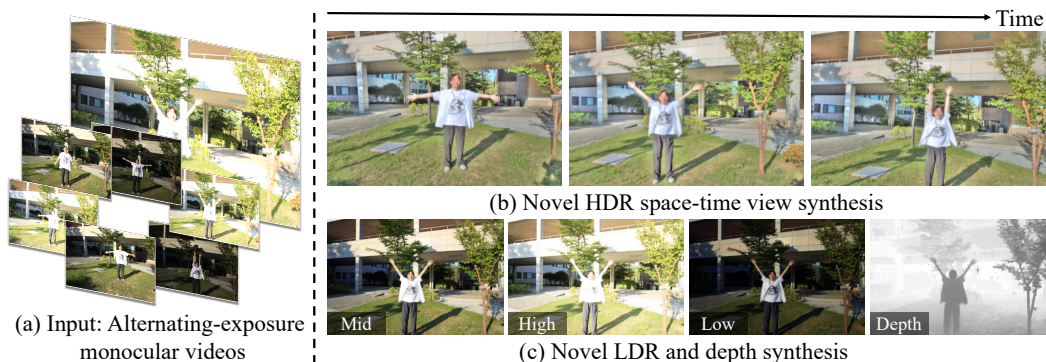 Time
(a) Input: Alternating-exposure
monocular videos
(b) Novel HDR space-time view synthesis
Mid
High
Low
Depth
(c) Novel LDR and depth synthesis